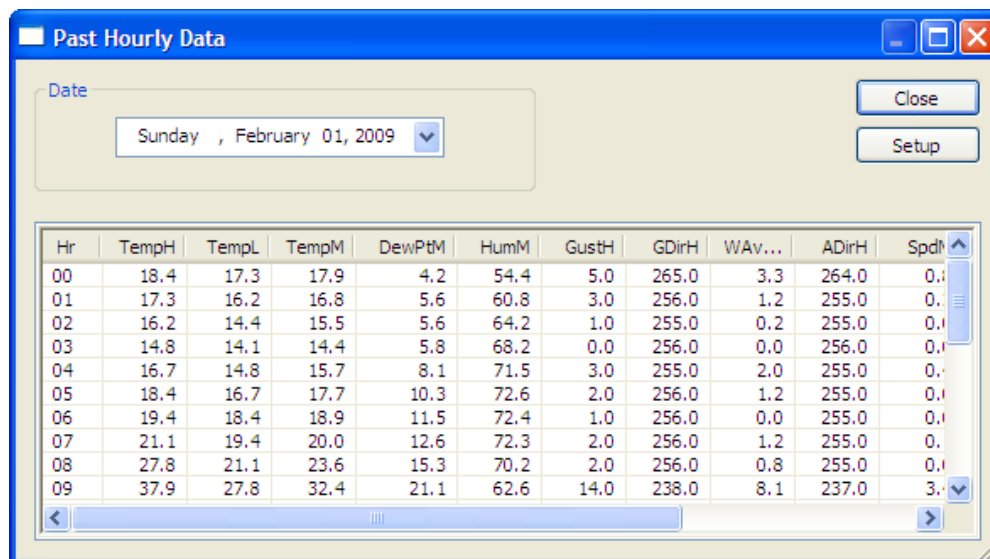 Past Hourly Data
Date
Close
Sunday , February 01, 2009
Setup
Hr TempH TempL TempM DewPtM HumM GustH GDirH WAv... ADirH
00 18.4 17.3 17.9 4.2 54.4 5.0 265.0 3.3 264.0
01 17.3 16.2 16.8 5.6 60.8 3.0 256.0 1.2 255.0
02 16.2 14.4 15.5 5.6 64.2 1.0 255.0 0.2 255.0
03 14.8 14.1 14.4 5.8 68.2 0.0 256.0 0.0 256.0
04 16.7 14.8 15.7 8.1 71.5 3.0 255.0 2.0 255.0
05 18.4 16.7 17.7 10.3 72.6 2.0 256.0 1.2 255.0
06 19.4 18.4 18.9 11.5 72.4 1.0 256.0 0.0 255.0
07 21.1 19.4 20.0 12.6 72.3 2.0 256.0 1.2 255.0
08 27.8 21.1 23.6 15.3 70.2 2.0 256.0 0.8 255.0
09 37.9 27.8 32.4 21.1 62.6 14.0 238.0 8.1 237.0